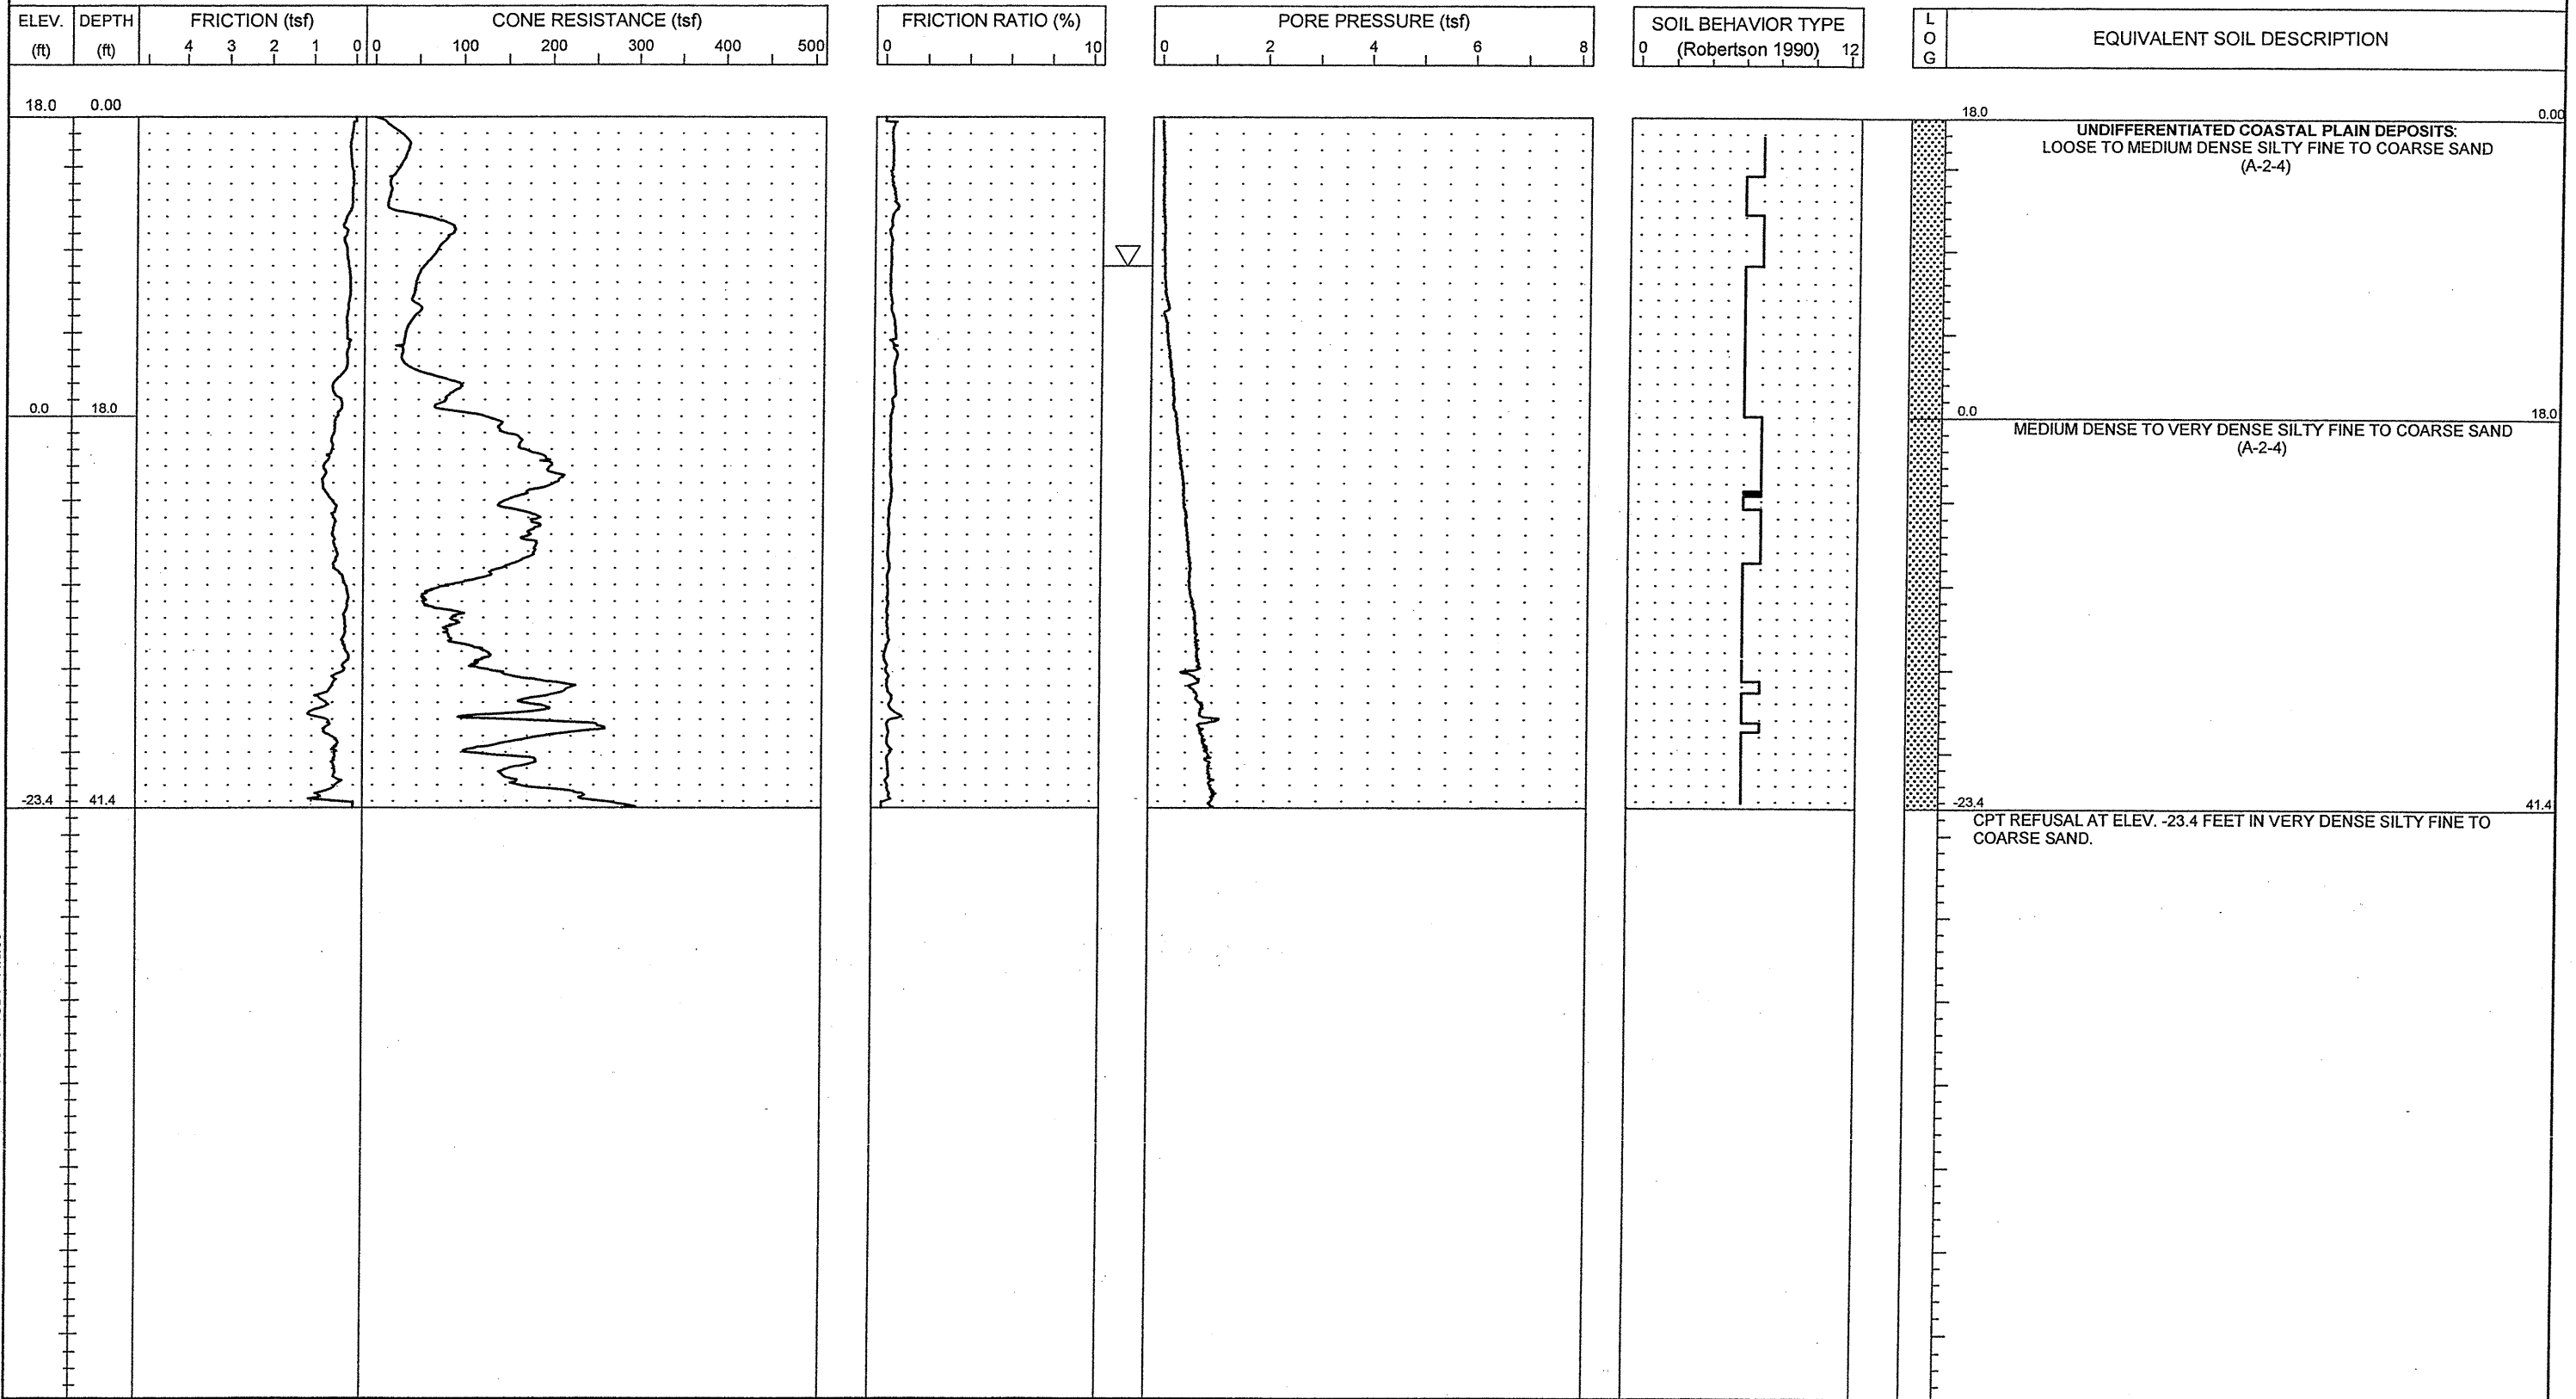 ELEV.
(ft)
DEPTH
(ft)
FRICTION (tsf)
4 3 2 1 0
CONE RESISTANCE (tsf)
0 100 200 300 400 500
FRICTION RATIO (%)
0 10
PORE PRESSURE (tsf)
0 2 4 6 8
SOIL BEHAVIOR TYPE
(Robertson 1990)
0 12
L
O
G
EQUIVALENT SOIL DESCRIPTION
18.0 0.00
18.0 0.00
UNDIFFERENTIATED COASTAL PLAIN DEPOSITS:
LOOSE TO MEDIUM DENSE SILTY FINE TO COARSE SAND
(A-2-4)
0.0 18.0
0.0 18.0
MEDIUM DENSE TO VERY DENSE SILTY FINE TO COARSE SAND
(A-2-4)
-23.4 41.4
-23.4 41.4
CPT REFUSAL AT ELEV. -23.4 FEET IN VERY DENSE SILTY FINE TO
COARSE SAND.